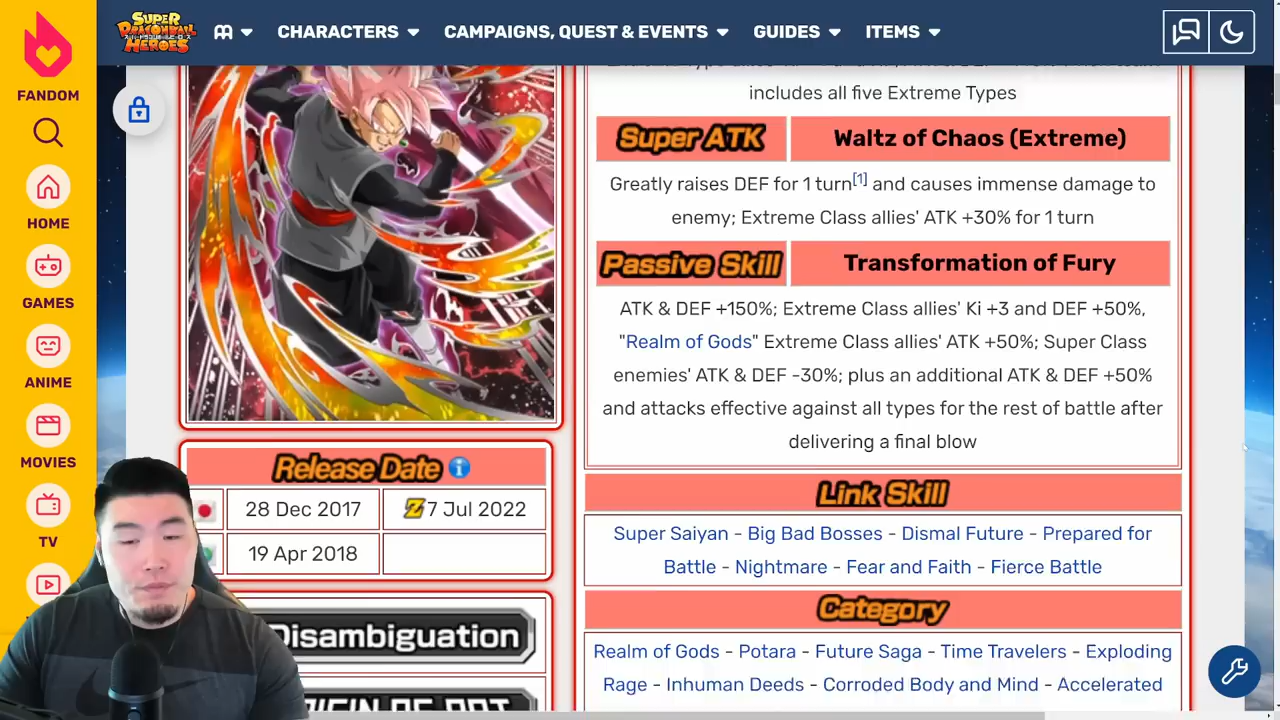 SUPER DRAGONBALL HEROES
CHARACTERS
CAMPAIGNS, QUEST & EVENTS
GUIDES
ITEMS
FANDOM
HOME
GAMES
ANIME
MOVIES
TV
includes all five Extreme Types
Super ATK
Waltz of Chaos (Extreme)
Greatly raises DEF for 1 turn[1] and causes immense damage to
enemy; Extreme Class allies' ATK +30% for 1 turn
Passive Skill
Transformation of Fury
ATK & DEF +150%; Extreme Class allies' Ki +3 and DEF +50%,
"Realm of Gods" Extreme Class allies' ATK +50%; Super Class
enemies' ATK & DEF -30%; plus an additional ATK & DEF +50%
and attacks effective against all types for the rest of battle after
delivering a final blow
Release Date
28 Dec 2017
Z 7 Jul 2022
19 Apr 2018
Disambiguation
Link Skill
Super Saiyan - Big Bad Bosses - Dismal Future - Prepared for
Battle - Nightmare - Fear and Faith - Fierce Battle
Category
Realm of Gods - Potara - Future Saga - Time Travelers - Exploding
Rage - Inhuman Deeds - Corroded Body and Mind - Accelerated